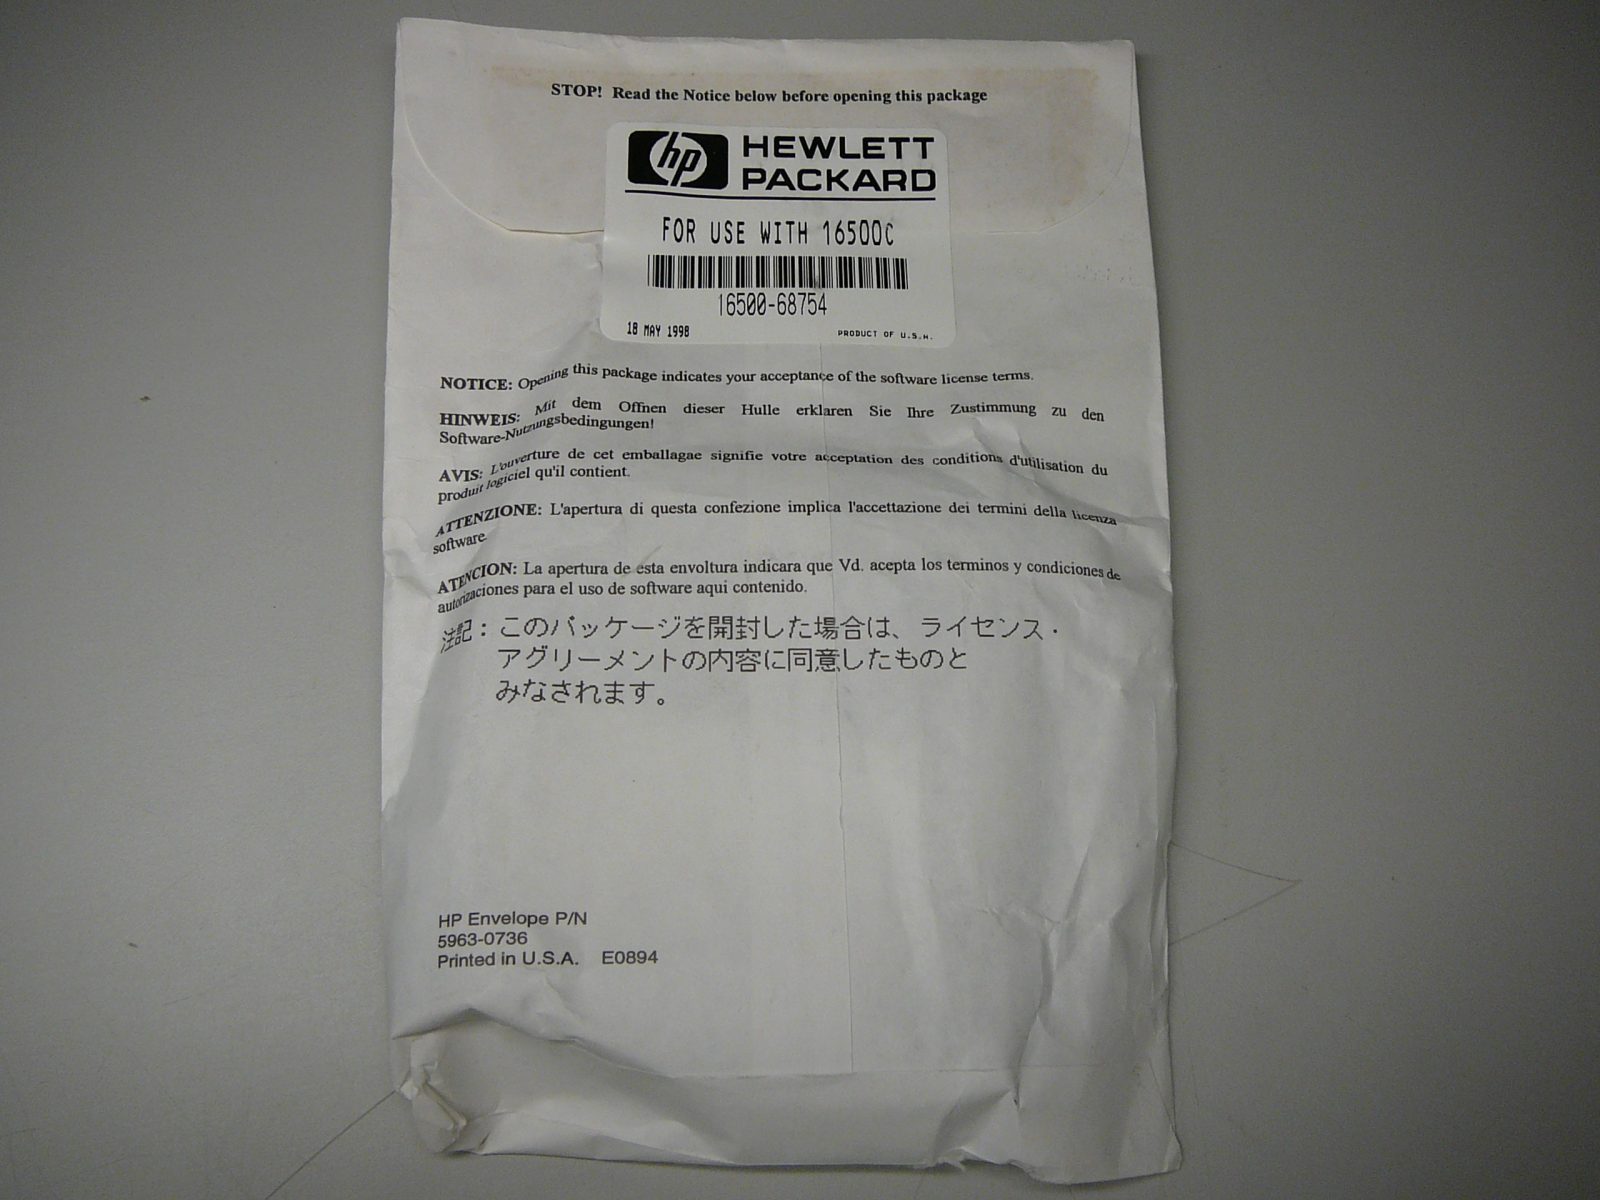 STOP! Read the Notice below before opening this package
hp HEWLETT
PACKARD
FOR USE WITH 16500C
16500-68754
18 MAY 1998 PRODUCT OF U.S.A.
NOTICE: Opening this package indicates your acceptance of the software license terms.
HINWEIS: Mit dem Offnen dieser Hulle erklaren Sie Ihre Zustimmung zu den
Software-Nutzungsbedingungen!
AVIS: L'ouverture de cet emballagae signifie votre acceptation des conditions d'utilisation du
produit logiciel qu'il contient.
ATTENZIONE: L'apertura di questa confezione implica l'accettazione dei termini della licenza
software.
ATENCION: La apertura de esta envoltura indicara que Vd. acepta los terminos y condiciones de
autorizaciones para el uso de software aqui contenido.
注記：このパッケージを開封した場合は、ライセンス・
アグリーメントの内容に同意したものと
みなされます。
HP Envelope P/N
5963-0736
Printed in U.S.A. E0894